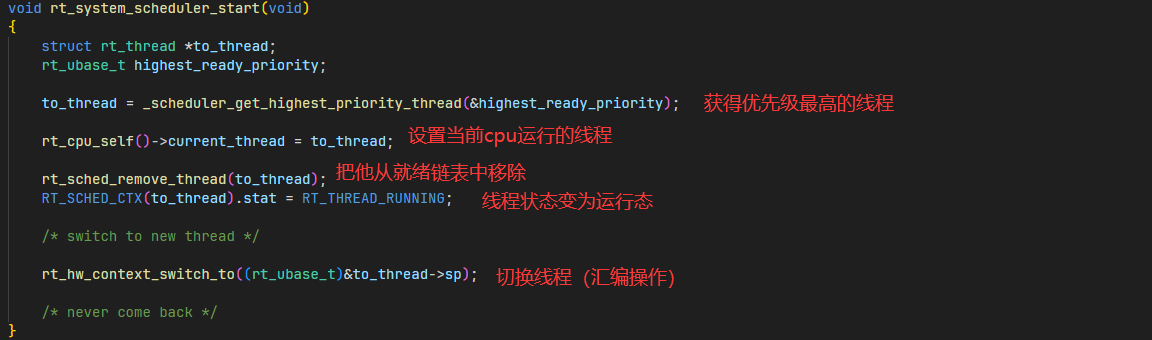 void rt_system_scheduler_start(void)
{
struct rt_thread *to_thread;
rt_ubase_t highest_ready_priority;
to_thread = _scheduler_get_highest_priority_thread(&highest_ready_priority); 获得优先级最高的线程
rt_cpu_self()->current_thread = to_thread; 设置当前cpu运行的线程
rt_sched_remove_thread(to_thread); 把他从就绪链表中移除
RT_SCHED_CTX(to_thread).stat = RT_THREAD_RUNNING; 线程状态变为运行态
/* switch to new thread */
rt_hw_context_switch_to((rt_ubase_t)&to_thread->sp); 切换线程（汇编操作）
/* never come back */
}